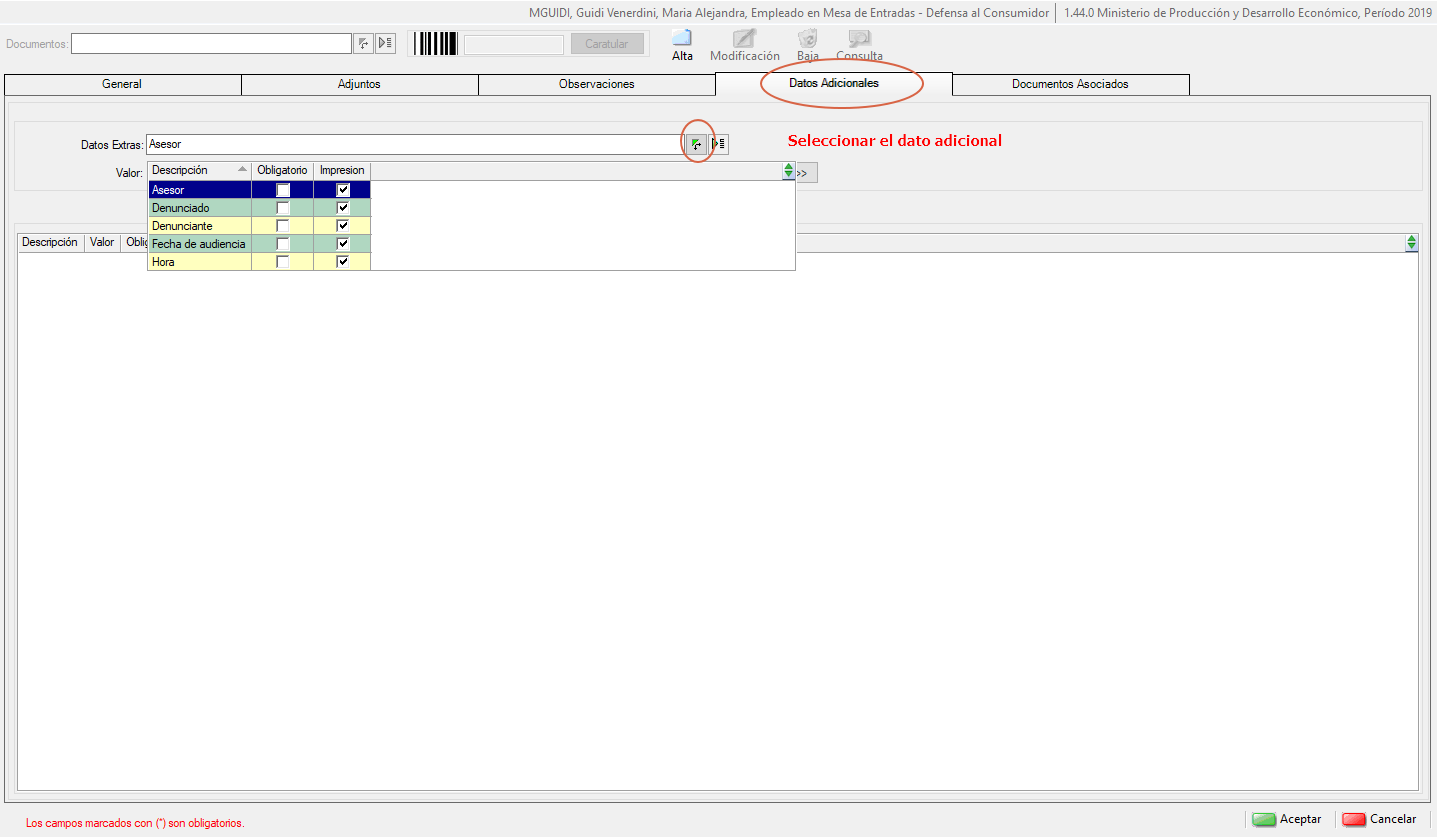 MGUIDI, Guidi Venerdini, Maria Alejandra, Empleado en Mesa de Entradas - Defensa al Consumidor 1.44.0 Ministerio de Producción y Desarrollo Económico, Período 2019
Documentos: Caratular Alta Modificación Baja Consulta
General Adjuntos Observaciones Datos Adicionales Documentos Asociados
Datos Extras: Asesor Seleccionar el dato adicional
Valor: >>
Descripción Obligatorio Impresion
Asesor
Denunciado
Denunciante
Fecha de audiencia
Hora
Descripción Valor Oblig
Los campos marcados con (*) son obligatorios. Aceptar Cancelar